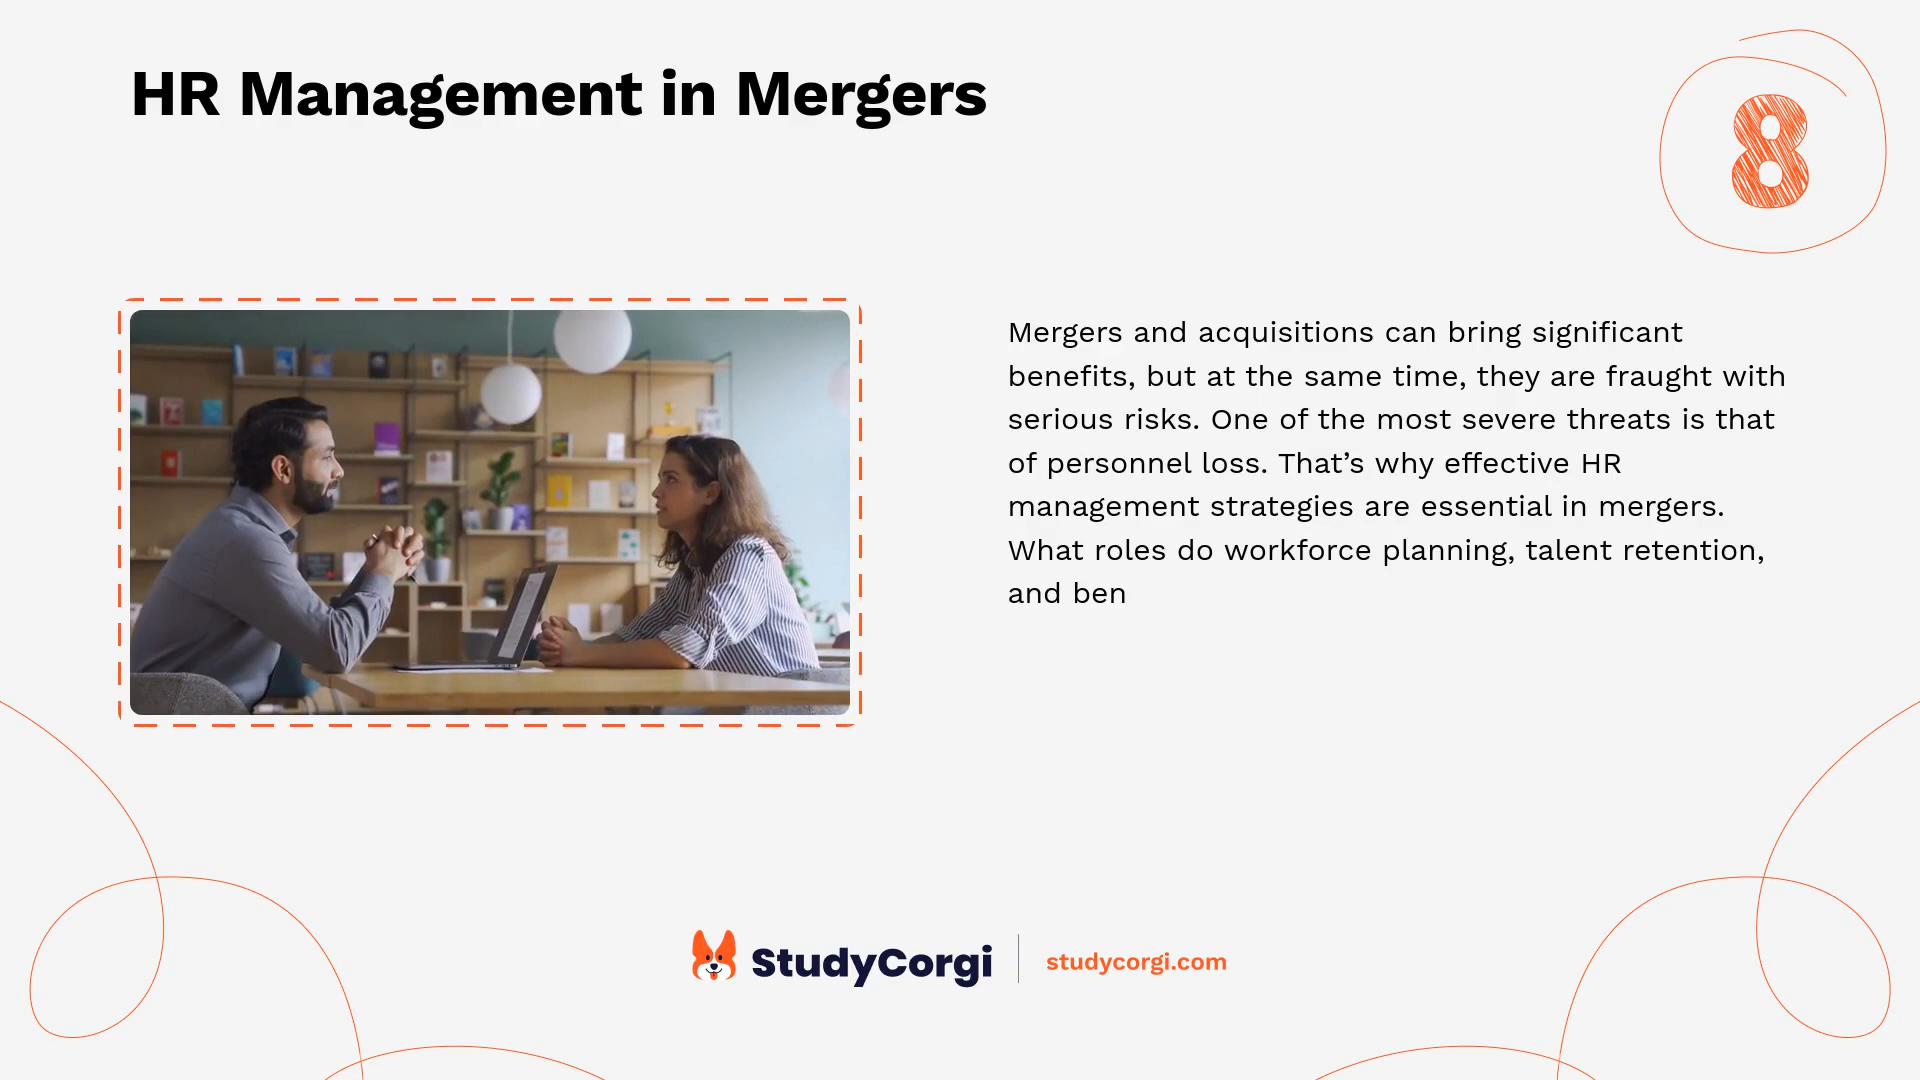 HR Management in Mergers
8
Mergers and acquisitions can bring significant
benefits, but at the same time, they are fraught with
serious risks. One of the most severe threats is that
of personnel loss. That’s why effective HR
management strategies are essential in mergers.
What roles do workforce planning, talent retention,
and ben
StudyCorgi
studycorgi.com